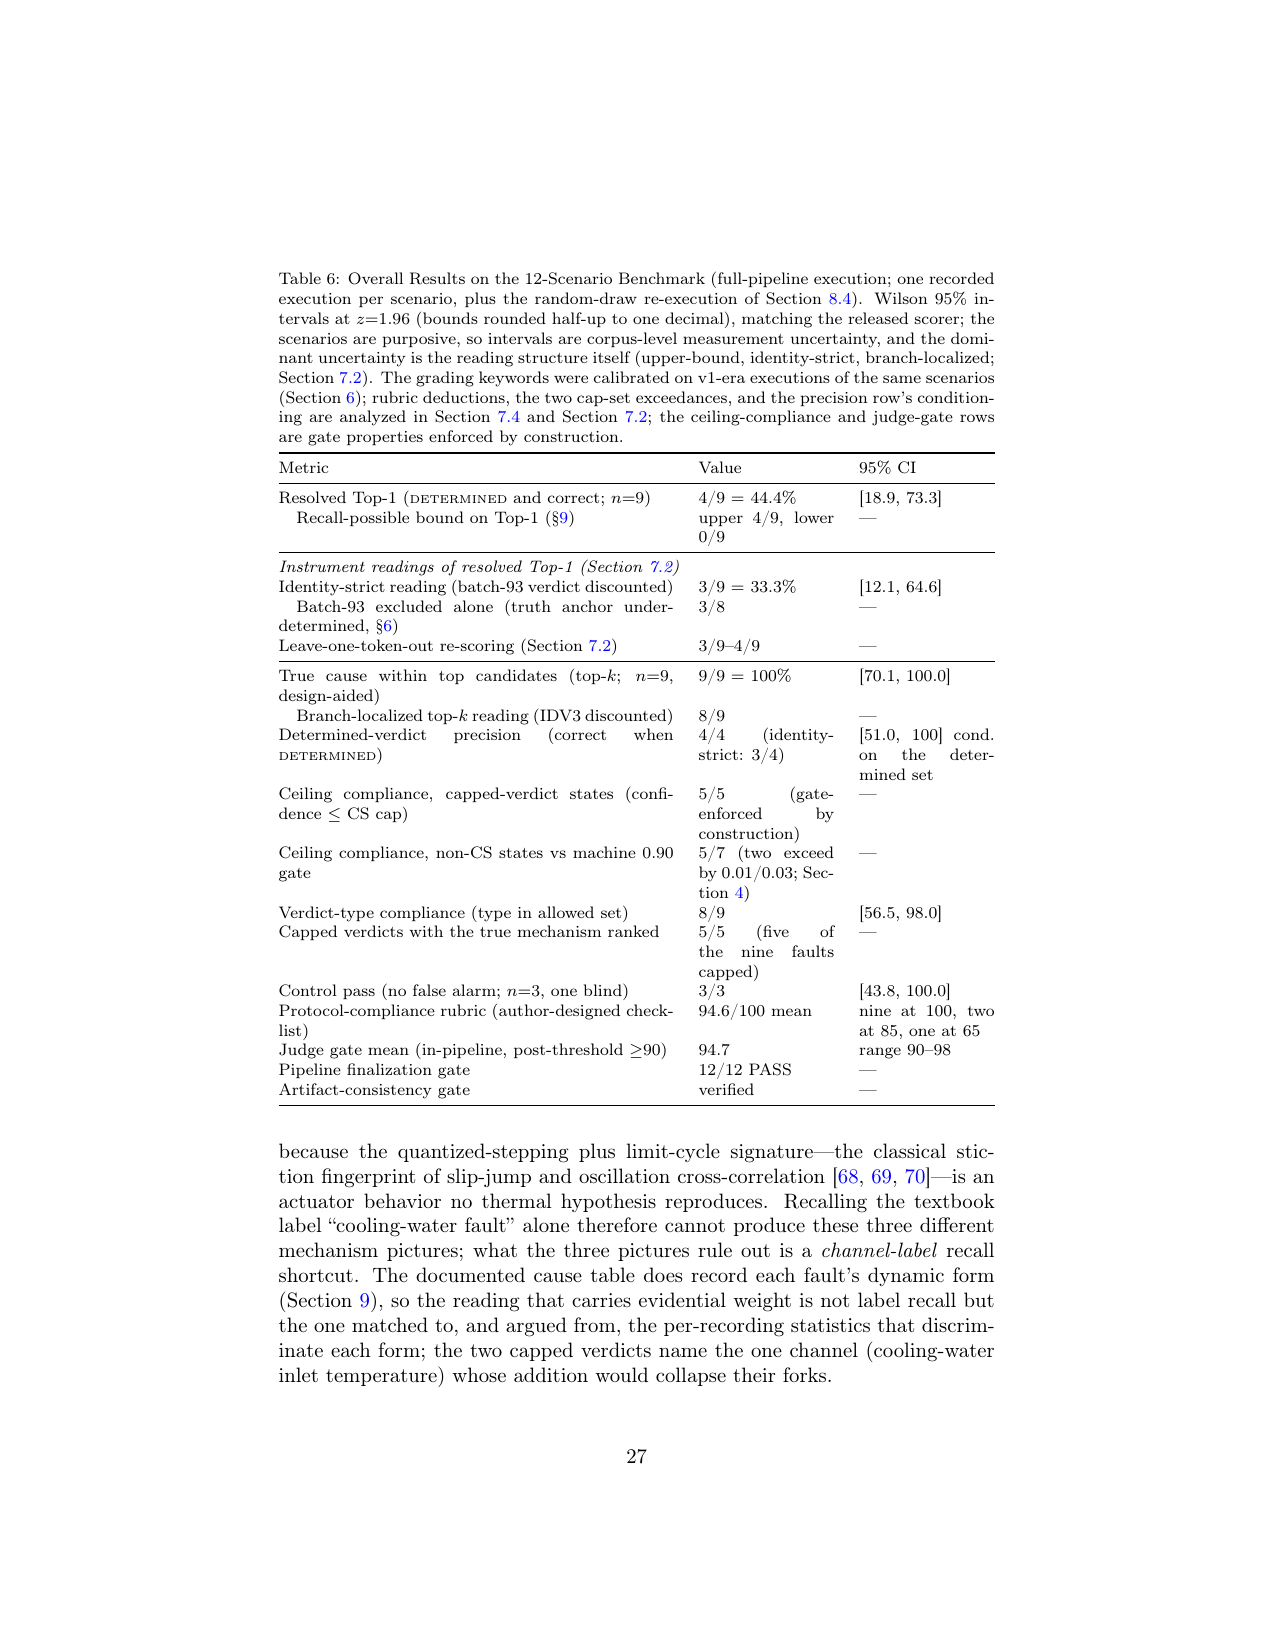 Table 6: Overall Results on the 12-Scenario Benchmark (full-pipeline execution; one recorded
execution per scenario, plus the random-draw re-execution of Section 8.4). Wilson 95% in-
tervals at z=1.96 (bounds rounded half-up to one decimal), matching the released scorer; the
scenarios are purposive, so intervals are corpus-level measurement uncertainty, and the domi-
nant uncertainty is the reading structure itself (upper-bound, identity-strict, branch-localized;
Section 7.2). The grading keywords were calibrated on v1-era executions of the same scenarios
(Section 6); rubric deductions, the two cap-set exceedances, and the precision row's condition-
ing are analyzed in Section 7.4 and Section 7.2; the ceiling-compliance and judge-gate rows
are gate properties enforced by construction.
Metric Value 95% CI
Resolved Top-1 (DETERMINED and correct; n=9) 4/9 = 44.4% [18.9, 73.3]
Recall-possible bound on Top-1 (§9) upper 4/9, lower —
0/9
Instrument readings of resolved Top-1 (Section 7.2)
Identity-strict reading (batch-93 verdict discounted) 3/9 = 33.3% [12.1, 64.6]
Batch-93 excluded alone (truth anchor under- 3/8 —
determined, §6)
Leave-one-token-out re-scoring (Section 7.2) 3/9–4/9 —
True cause within top candidates (top-k; n=9, 9/9 = 100% [70.1, 100.0]
design-aided)
Branch-localized top-k reading (IDV3 discounted) 8/9 —
Determined-verdict precision (correct when 4/4 (identity- [51.0, 100] cond.
DETERMINED) strict: 3/4) on the deter-
mined set
Ceiling compliance, capped-verdict states (confi- 5/5 (gate- —
dence ≤ CS cap) enforced by
construction)
Ceiling compliance, non-CS states vs machine 0.90 5/7 (two exceed —
gate by 0.01/0.03; Sec-
tion 4)
Verdict-type compliance (type in allowed set) 8/9 [56.5, 98.0]
Capped verdicts with the true mechanism ranked 5/5 (five of —
the nine faults
capped)
Control pass (no false alarm; n=3, one blind) 3/3 [43.8, 100.0]
Protocol-compliance rubric (author-designed check- 94.6/100 mean nine at 100, two
list) at 85, one at 65
Judge gate mean (in-pipeline, post-threshold ≥90) 94.7 range 90–98
Pipeline finalization gate 12/12 PASS —
Artifact-consistency gate verified —
because the quantized-stepping plus limit-cycle signature—the classical stic-
tion fingerprint of slip-jump and oscillation cross-correlation [68, 69, 70]—is an
actuator behavior no thermal hypothesis reproduces. Recalling the textbook
label “cooling-water fault” alone therefore cannot produce these three different
mechanism pictures; what the three pictures rule out is a channel-label recall
shortcut. The documented cause table does record each fault's dynamic form
(Section 9), so the reading that carries evidential weight is not label recall but
the one matched to, and argued from, the per-recording statistics that discrim-
inate each form; the two capped verdicts name the one channel (cooling-water
inlet temperature) whose addition would collapse their forks.
27